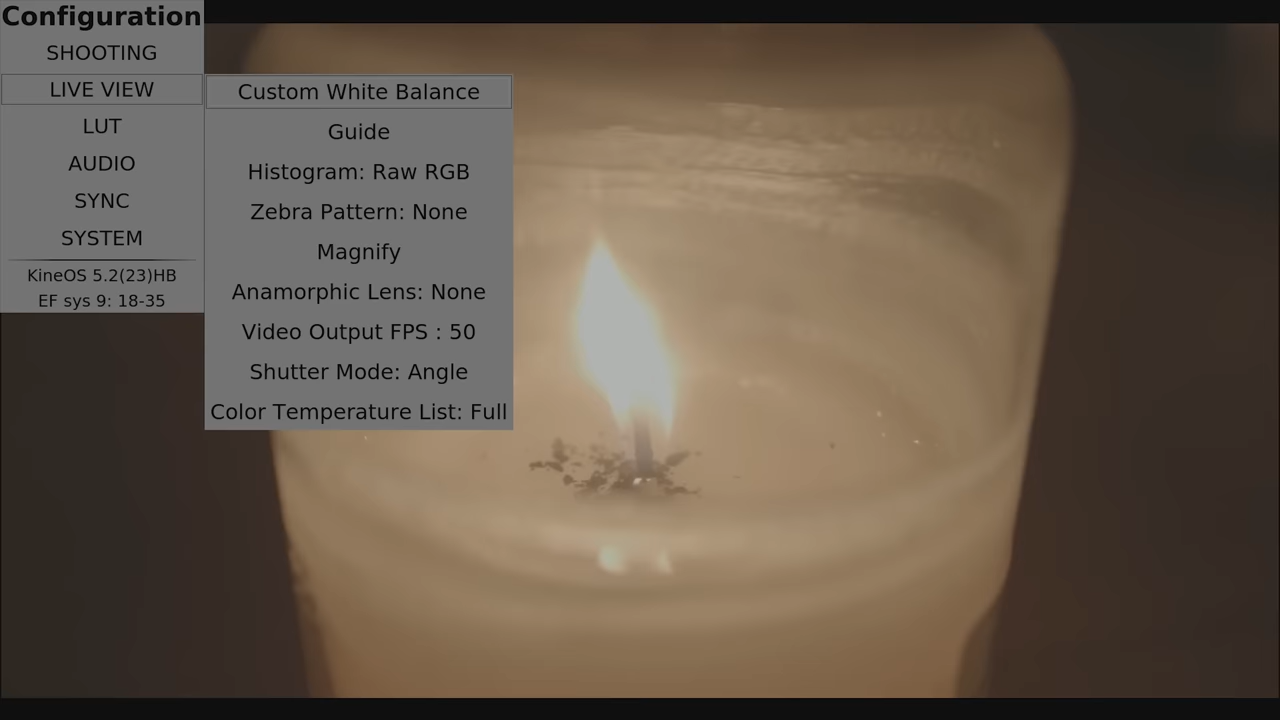 Configuration
SHOOTING
LIVE VIEW
LUT
AUDIO
SYNC
SYSTEM
KineOS 5.2(23)HB
EF sys 9: 18-35
Custom White Balance
Guide
Histogram: Raw RGB
Zebra Pattern: None
Magnify
Anamorphic Lens: None
Video Output FPS : 50
Shutter Mode: Angle
Color Temperature List: Full